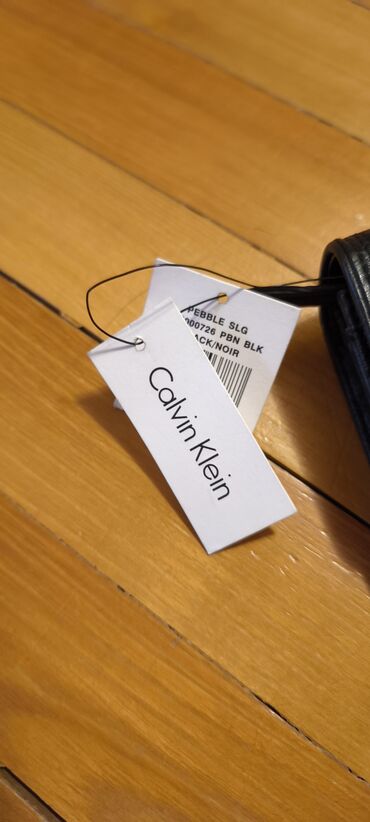 PEBBLE SLG
000726 PBN BLK
ACK/NOIR
Calvin Klein